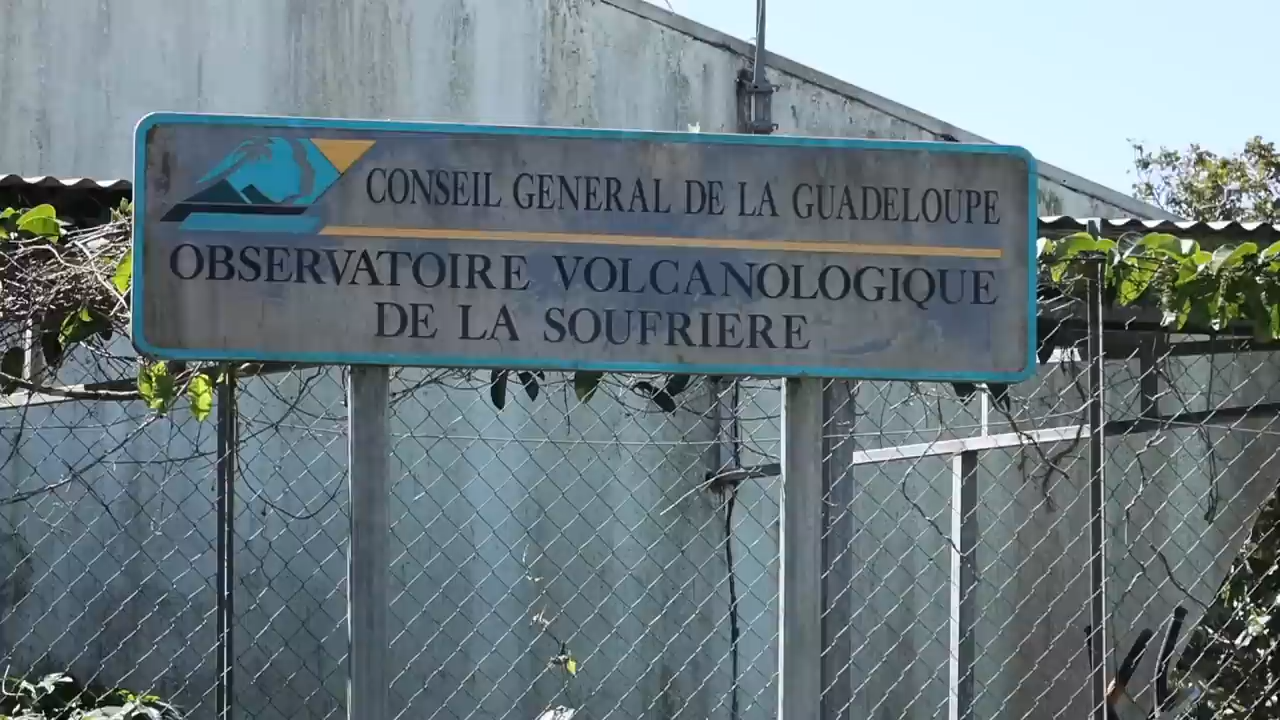 CONSEIL GENERAL DE LA GUADELOUPE
OBSERVATOIRE VOLCANOLOGIQUE
DE LA SOUFRIERE